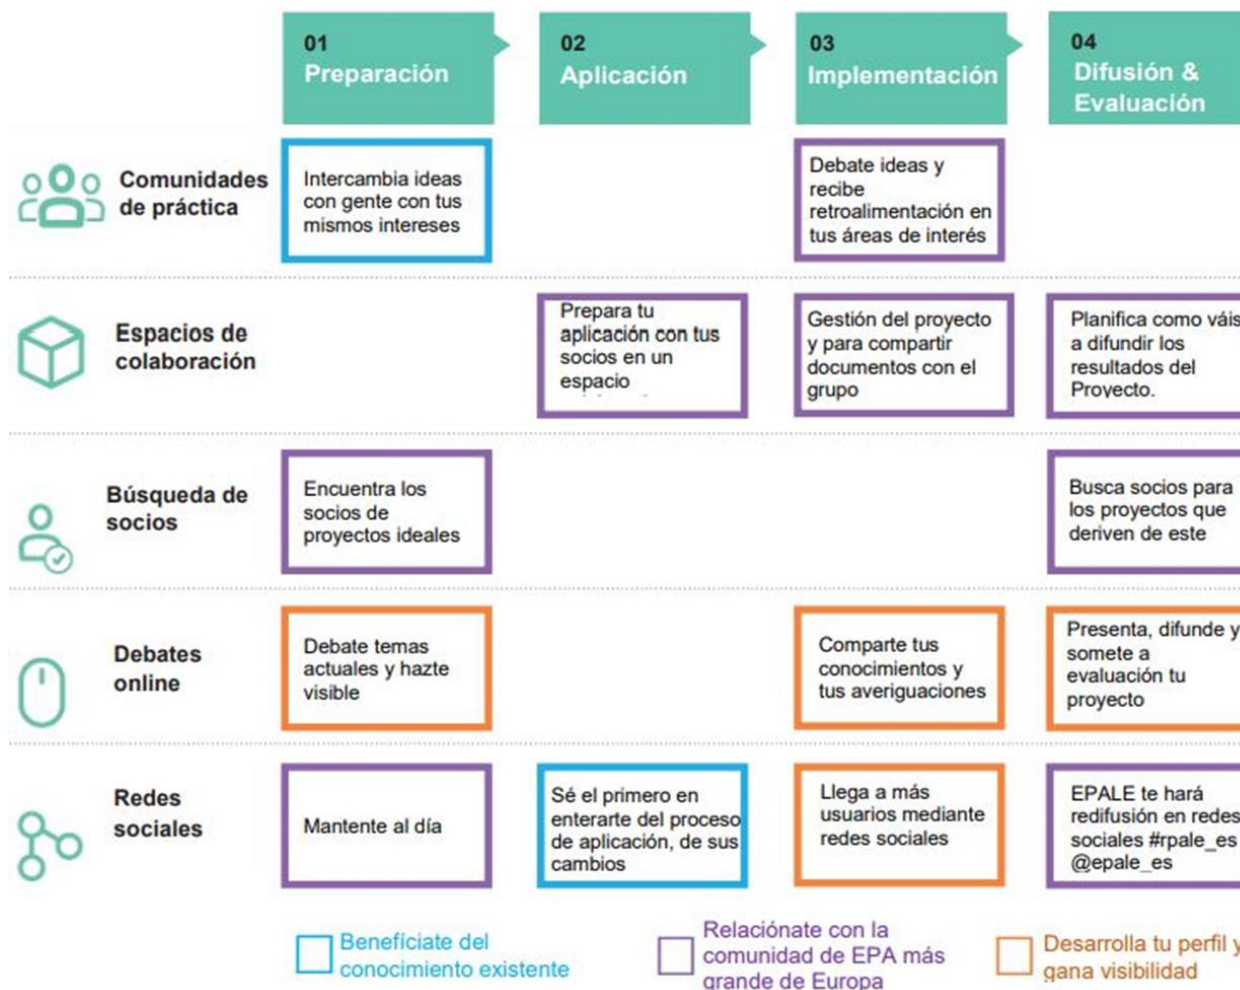 01
Preparación
02
Aplicación
03
Implementación
04
Difusión &
Evaluación
Comunidades
de práctica
Intercambia ideas
con gente con tus
mismos intereses
Debate ideas y
recibe
retroalimentación en
tus áreas de interés
Espacios de
colaboración
Prepara tu
aplicación con tus
socios en un
espacio
Gestión del proyecto
y para compartir
documentos con el
grupo
Planifica como váis
a difundir los
resultados del
Proyecto.
Búsqueda de
socios
Encuentra los
socios de
proyectos ideales
Busca socios para
los proyectos que
deriven de este
Debates
online
Debate temas
actuales y hazte
visible
Comparte tus
conocimientos y
tus averiguaciones
Presenta, difunde y
somete a
evaluación tu
proyecto
Redes
sociales
Mantente al día
Sé el primero en
enterarte del proceso
de aplicación, de sus
cambios
Llega a más
usuarios mediante
redes sociales
EPALE te hará
redifusión en redes
sociales #rpale_es
@epale_es
Benefíciate del
conocimiento existente
Relaciónate con la
comunidad de EPA más
grande de Europa
Desarrolla tu perfil y
gana visibilidad